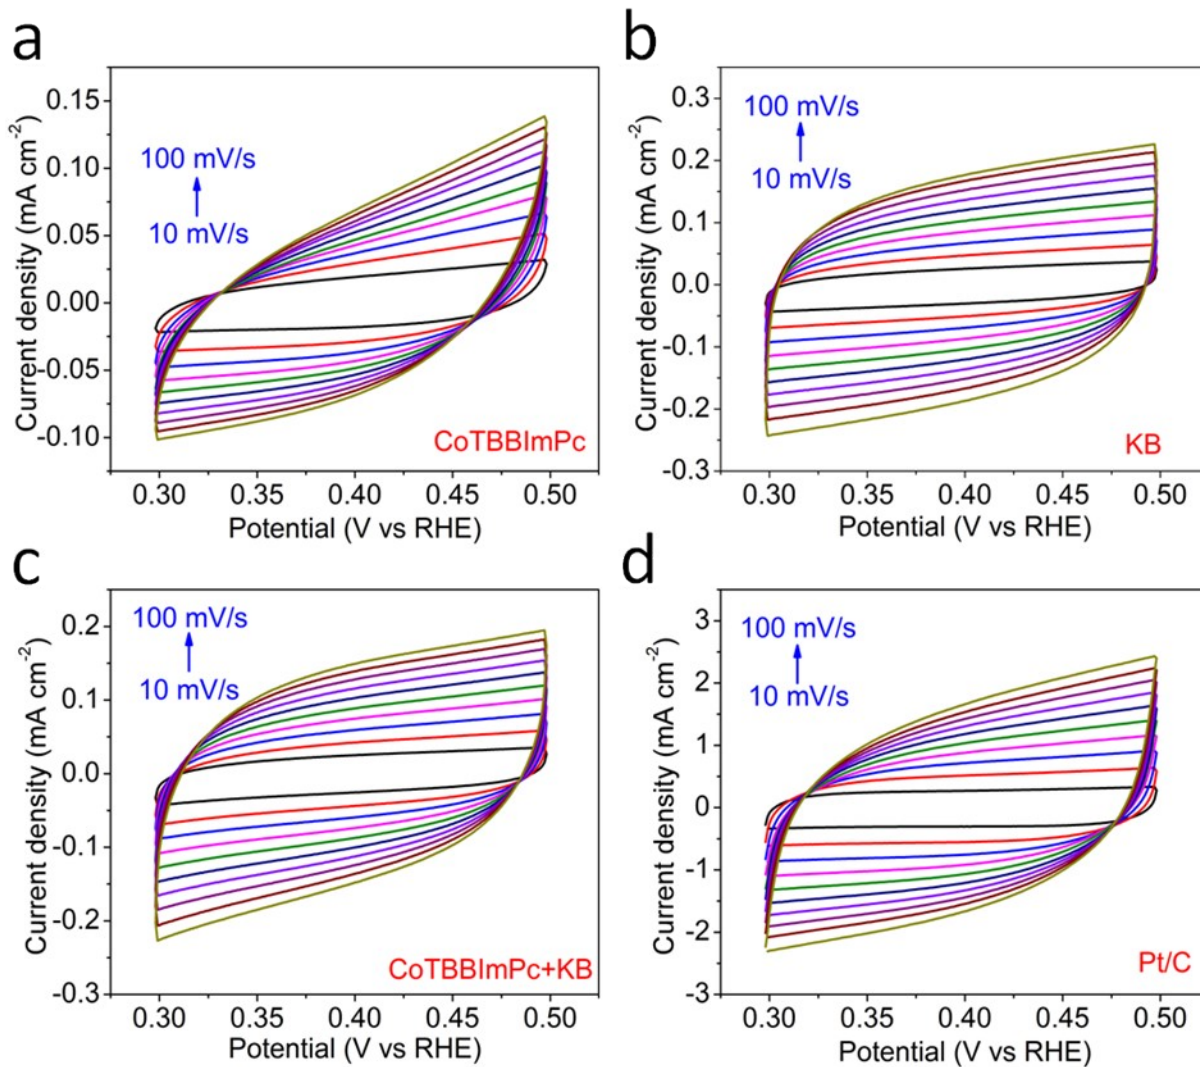 a
Current density (mA cm⁻²)
0.15
0.10
0.05
0.00
-0.05
-0.10
100 mV/s
10 mV/s
CoTBBImPc
0.30 0.35 0.40 0.45 0.50
Potential (V vs RHE)
b
Current density (mA cm⁻²)
0.3
0.2
0.1
0.0
-0.1
-0.2
-0.3
100 mV/s
10 mV/s
KB
0.30 0.35 0.40 0.45 0.50
Potential (V vs RHE)
c
Current density (mA cm⁻²)
0.2
0.1
0.0
-0.1
-0.2
-0.3
100 mV/s
10 mV/s
CoTBBImPc+KB
0.30 0.35 0.40 0.45 0.50
Potential (V vs RHE)
d
Current density (mA cm⁻²)
3
2
1
0
-1
-2
-3
100 mV/s
10 mV/s
Pt/C
0.30 0.35 0.40 0.45 0.50
Potential (V vs RHE)